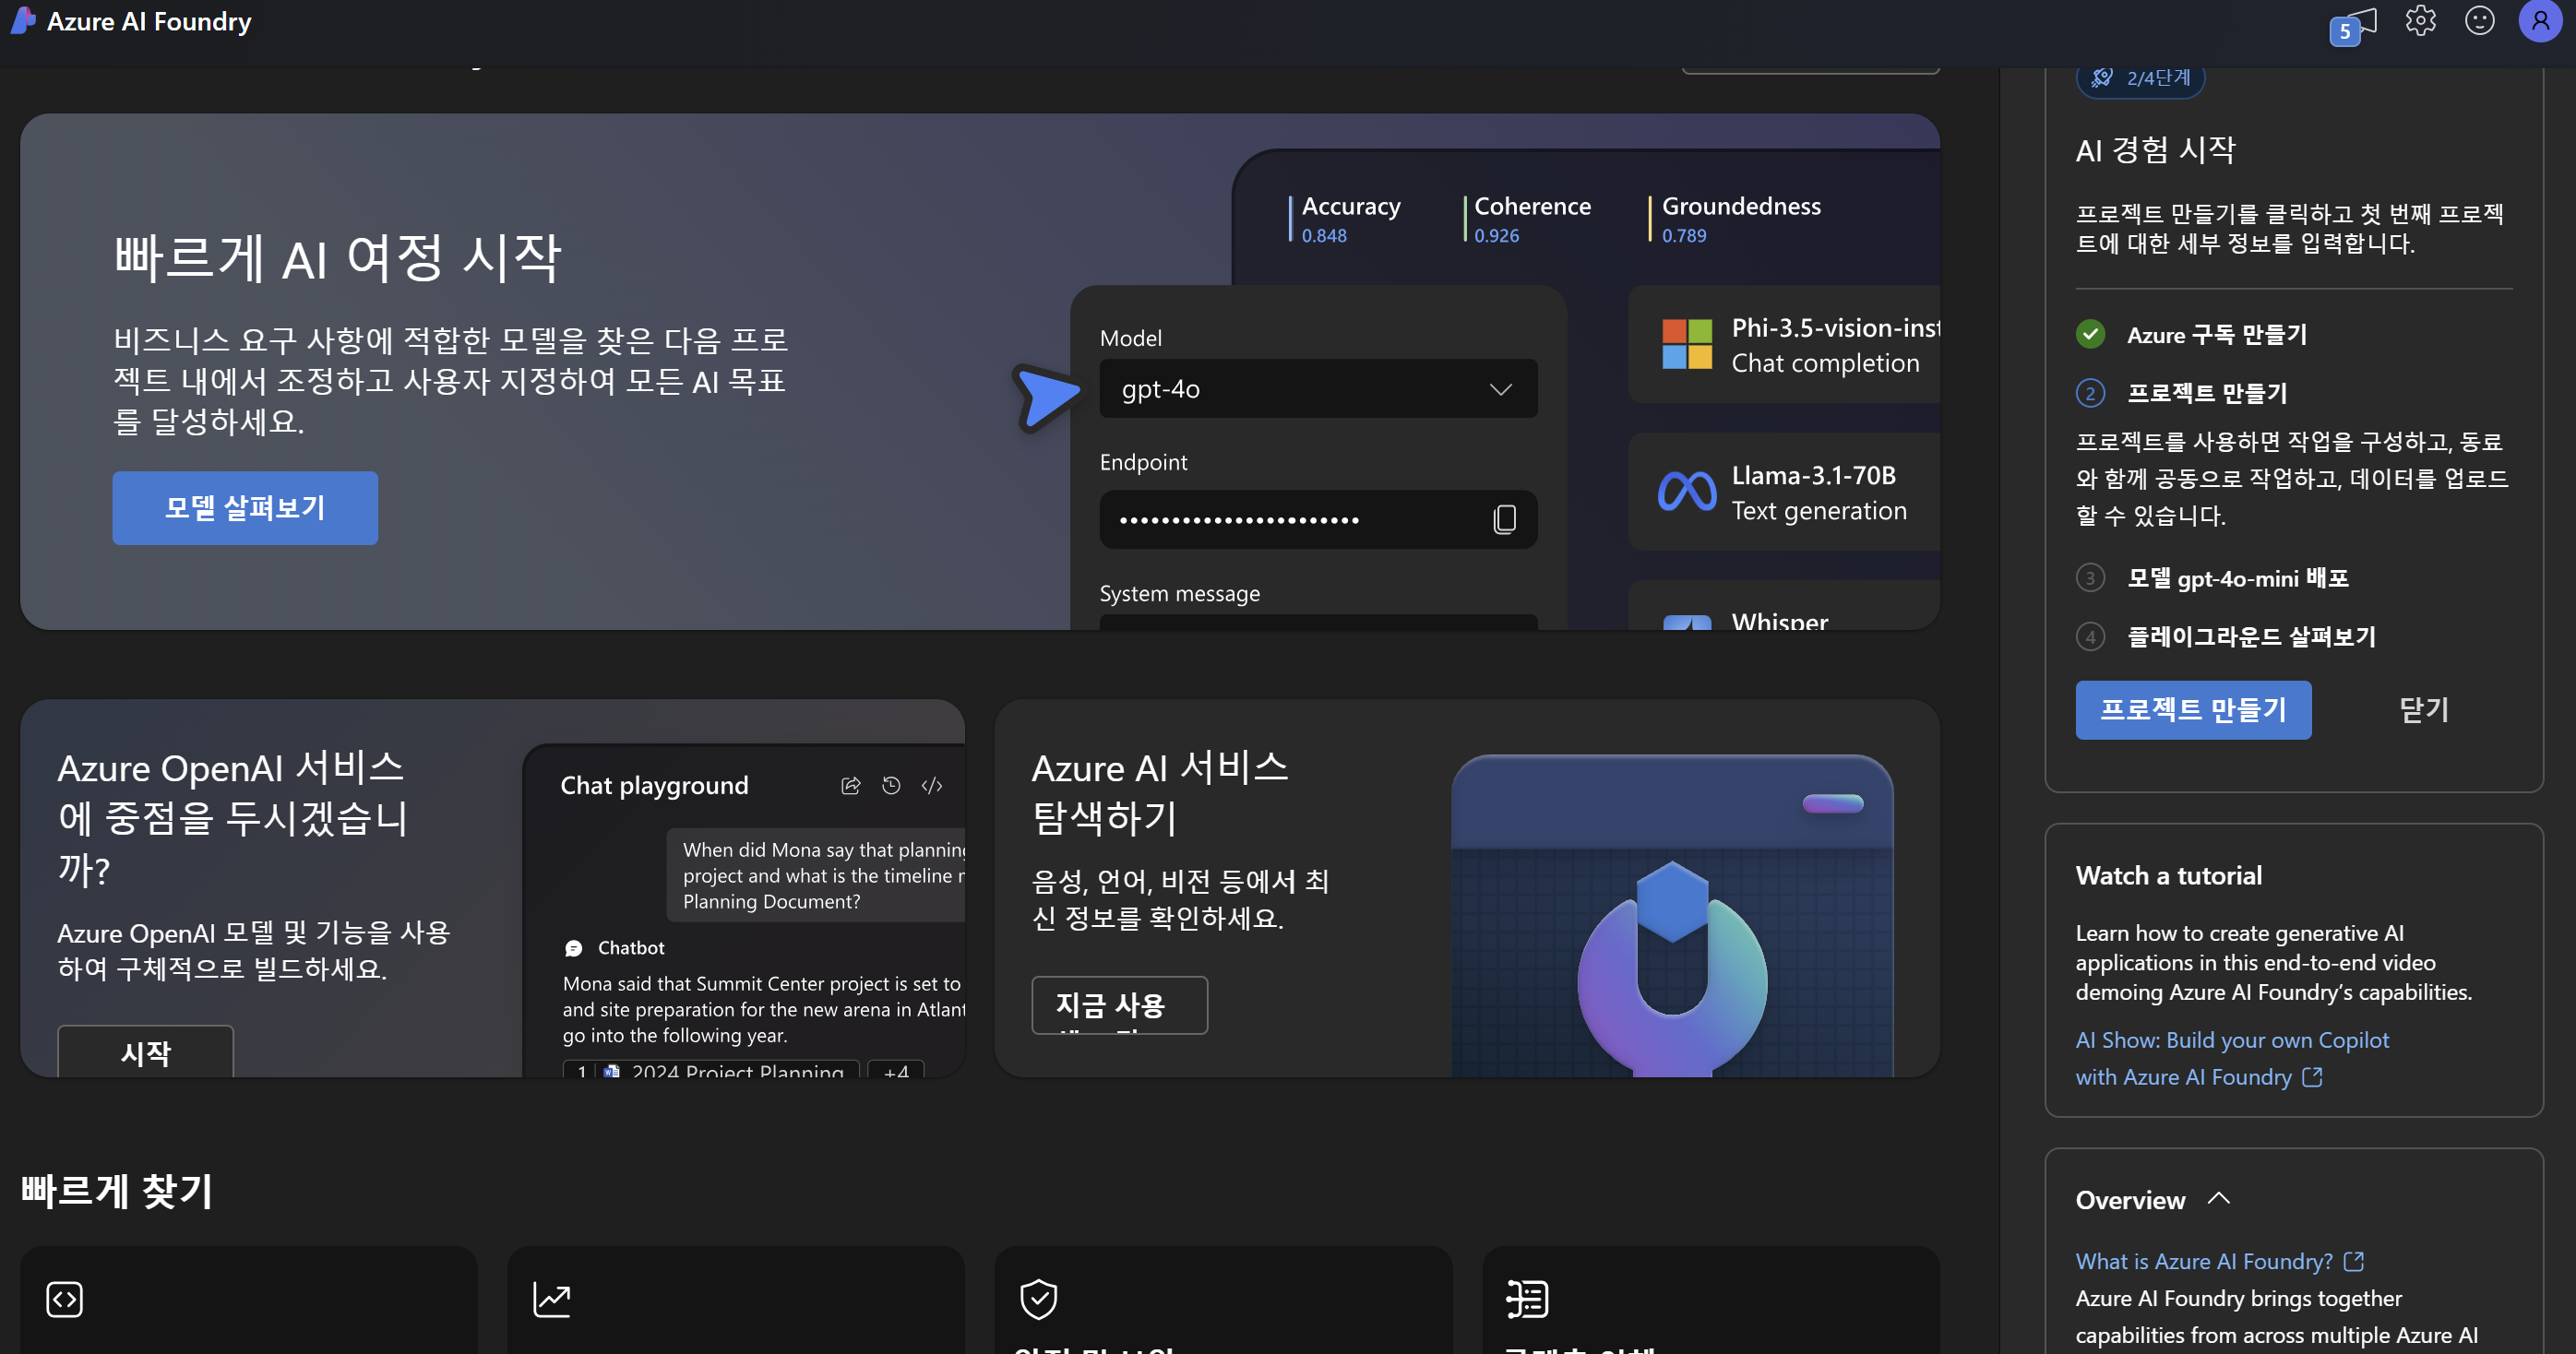 Azure AI Foundry
5
빠르게 AI 여정 시작
비즈니스 요구 사항에 적합한 모델을 찾은 다음 프로
젝트 내에서 조정하고 사용자 지정하여 모든 AI 목표
를 달성하세요.
모델 살펴보기
Accuracy
0.848
Coherence
0.926
Groundedness
0.789
Model
gpt-4o
Endpoint
System message
Phi-3.5-vision-inst
Chat completion
Llama-3.1-70B
Text generation
Whisper
Azure OpenAI 서비스
에 중점을 두시겠습니
까?
Azure OpenAI 모델 및 기능을 사용
하여 구체적으로 빌드하세요.
시작
Chat playground
When did Mona say that planning
project and what is the timeline
Planning Document?
Chatbot
Mona said that Summit Center project is set to
and site preparation for the new arena in Atlant
go into the following year.
1 2024 Project Planning +4
Azure AI 서비스
탐색하기
음성, 언어, 비전 등에서 최
신 정보를 확인하세요.
지금 사용
빠르게 찾기
2/4단계
AI 경험 시작
프로젝트 만들기를 클릭하고 첫 번째 프로젝
트에 대한 세부 정보를 입력합니다.
Azure 구독 만들기
2 프로젝트 만들기
프로젝트를 사용하면 작업을 구성하고, 동료
와 함께 공동으로 작업하고, 데이터를 업로드
할 수 있습니다.
3 모델 gpt-4o-mini 배포
4 플레이그라운드 살펴보기
프로젝트 만들기
닫기
Watch a tutorial
Learn how to create generative AI
applications in this end-to-end video
demoing Azure AI Foundry’s capabilities.
AI Show: Build your own Copilot
with Azure AI Foundry
Overview
What is Azure AI Foundry?
Azure AI Foundry brings together
capabilities from across multiple Azure AI